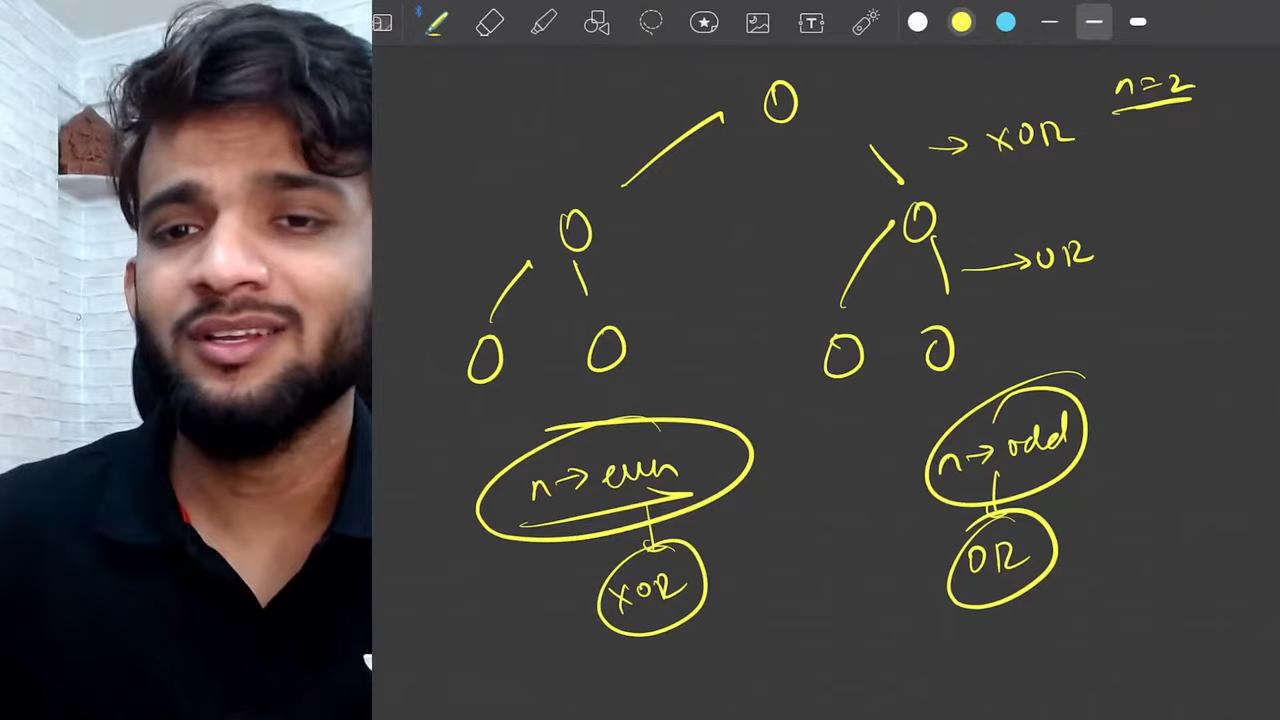 n=2
→ XOR
→ OR
n→ even
n→ odd
XOR
OR